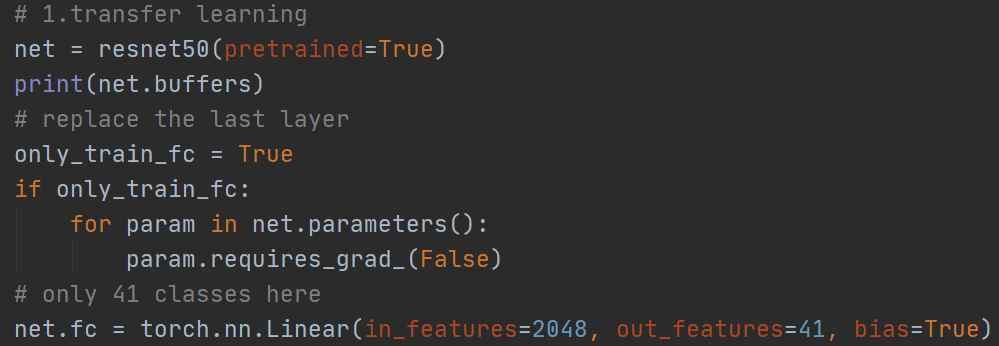 # 1.transfer learning
net = resnet50(pretrained=True)
print(net.buffers)
# replace the last layer
only_train_fc = True
if only_train_fc:
    for param in net.parameters():
        param.requires_grad_(False)
# only 41 classes here
net.fc = torch.nn.Linear(in_features=2048, out_features=41, bias=True)